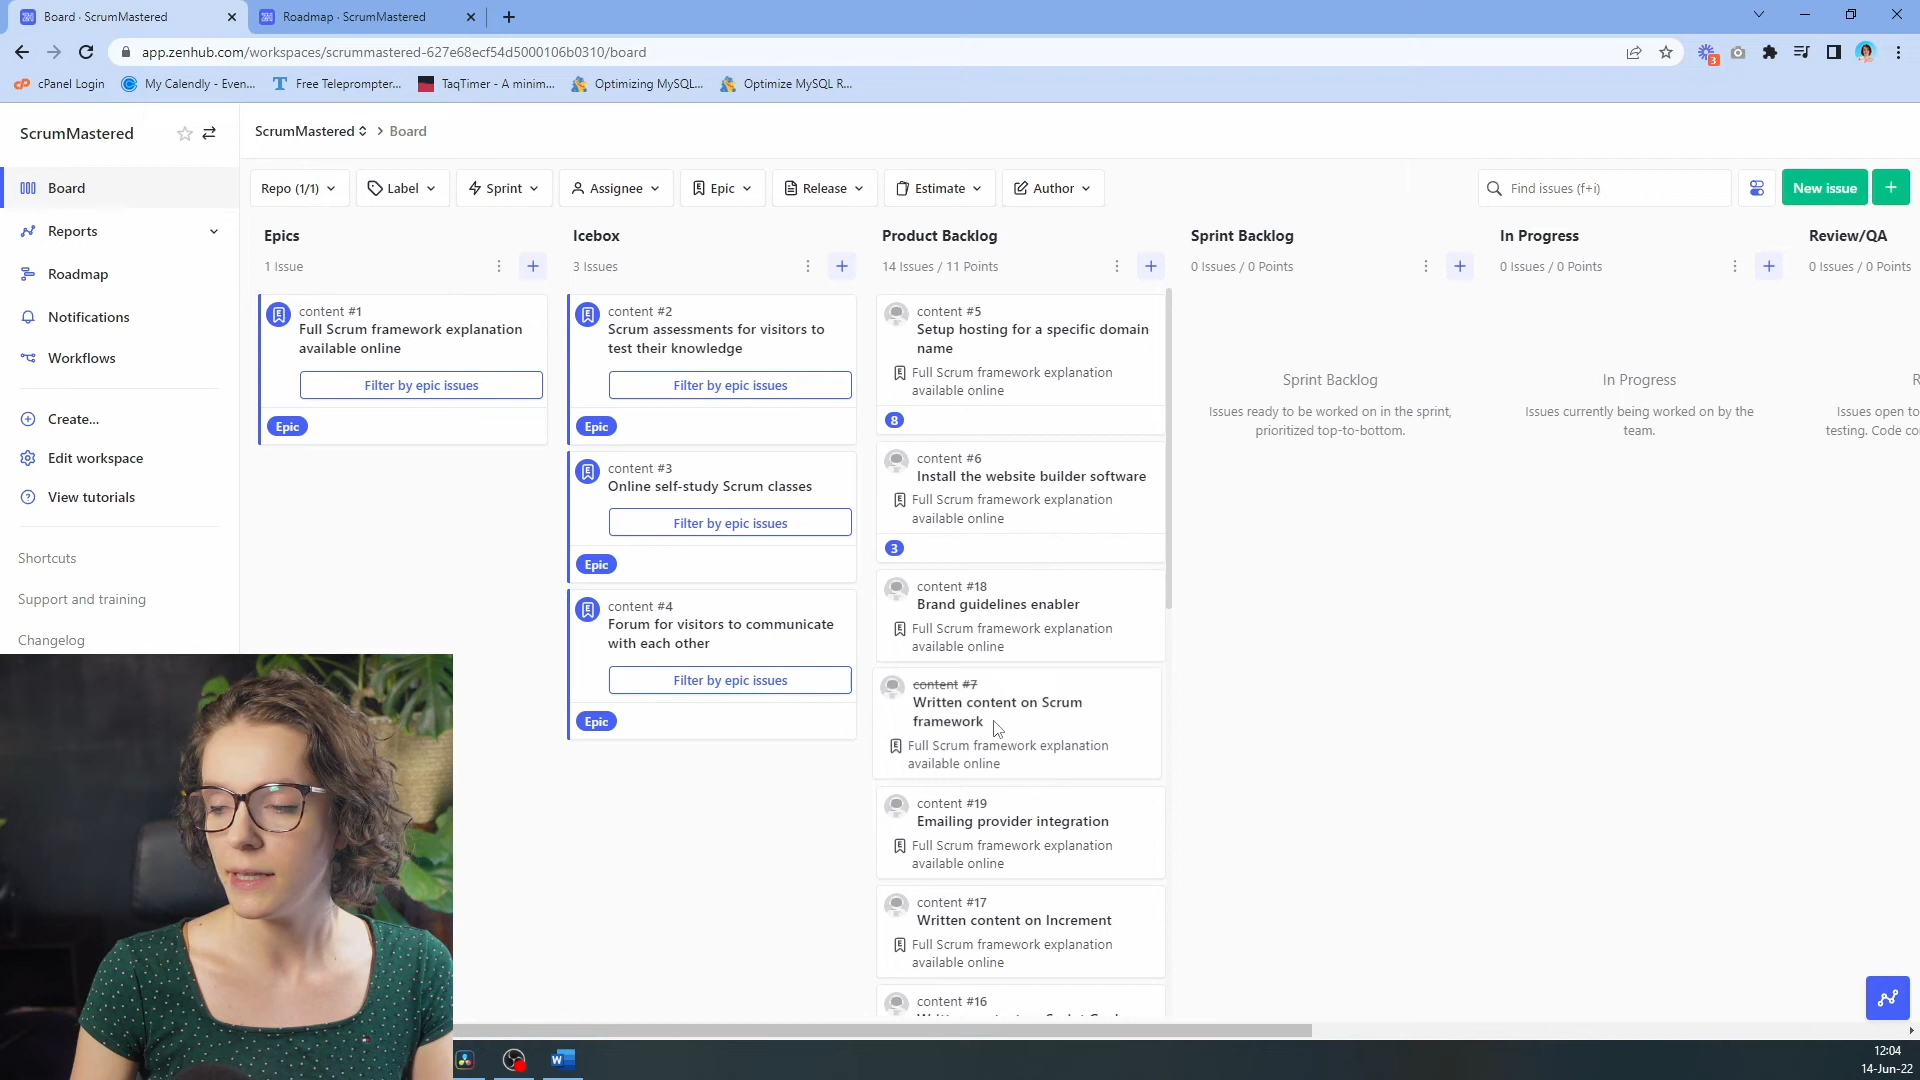 Board · ScrumMastered
Roadmap · ScrumMastered
app.zenhub.com/workspaces/scrummastered-627e68ecf54d5000106b0310/board
3
cPanel Login
My Calendly - Even...
Free Teleprompter...
TaqTimer - A minim...
Optimizing MySQL...
Optimize MySQL R...
ScrumMastered
ScrumMastered > Board
Board
Reports
Roadmap
Notifications
Workflows
Create...
Edit workspace
View tutorials
Shortcuts
Support and training
Changelog
Repo (1/1)
Label
Sprint
Assignee
Epic
Release
Estimate
Author
Find issues (f+i)
New issue
Epics
1 Issue
content #1
Full Scrum framework explanation
available online
Filter by epic issues
Epic
Icebox
3 Issues
content #2
Scrum assessments for visitors to
test their knowledge
Filter by epic issues
Epic
content #3
Online self-study Scrum classes
Filter by epic issues
Epic
content #4
Forum for visitors to communicate
with each other
Filter by epic issues
Epic
Product Backlog
14 Issues / 11 Points
content #5
Setup hosting for a specific domain
name
Full Scrum framework explanation
available online
8
content #6
Install the website builder software
Full Scrum framework explanation
available online
3
content #18
Brand guidelines enabler
Full Scrum framework explanation
available online
content #7
Written content on Scrum
framework
Full Scrum framework explanation
available online
content #19
Emailing provider integration
Full Scrum framework explanation
available online
content #17
Written content on Increment
Full Scrum framework explanation
available online
content #16
Sprint Backlog
0 Issues / 0 Points
Sprint Backlog
Issues ready to be worked on in the sprint,
prioritized top-to-bottom.
In Progress
0 Issues / 0 Points
In Progress
Issues currently being worked on by the
team.
Review/QA
0 Issues / 0 Points
R
Issues open to
testing. Code co
12:04
14-Jun-22